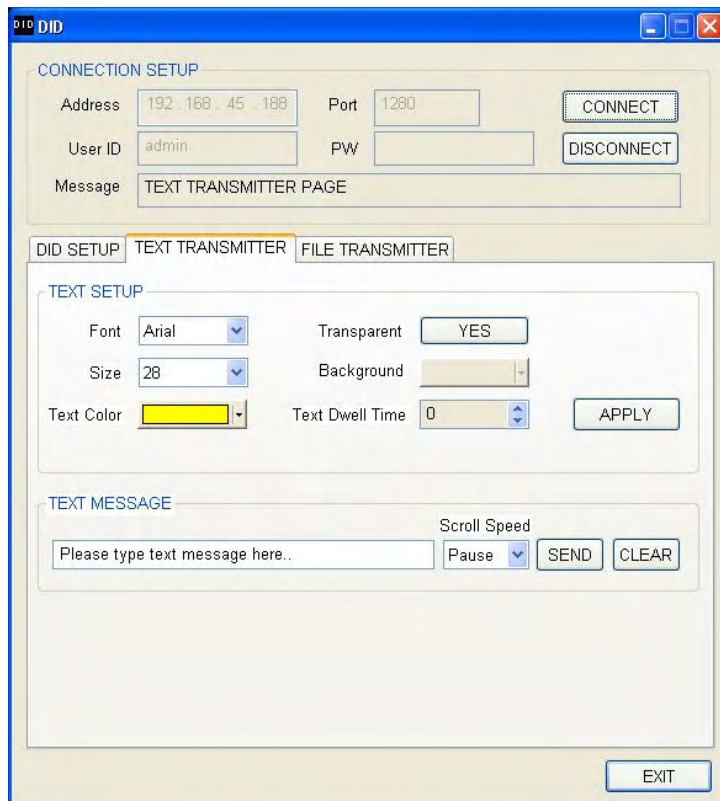 DID DID
CONNECTION SETUP
Address 192 . 168 . 45 . 188 Port 1280 CONNECT
User ID admin PW DISCONNECT
Message TEXT TRANSMITTER PAGE
DID SETUP TEXT TRANSMITTER FILE TRANSMITTER
TEXT SETUP
Font Arial Transparent YES
Size 28 Background
Text Color Text Dwell Time 0 APPLY
TEXT MESSAGE
Scroll Speed
Please type text message here.. Pause SEND CLEAR
EXIT